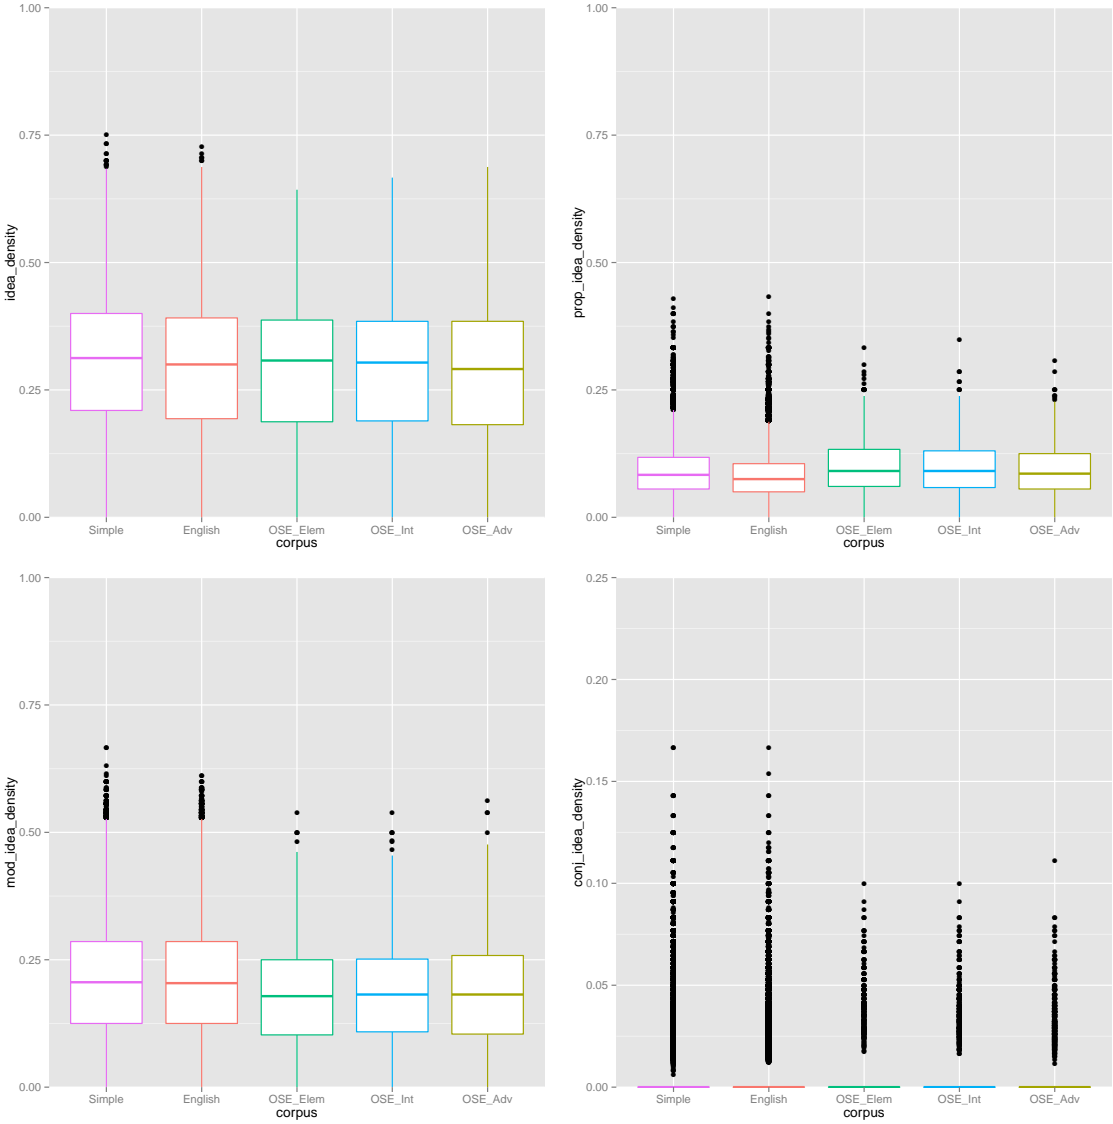 1.00
0.75
0.50
0.25
0.00
idea_density
Simple English OSE_Elem OSE_Int OSE_Adv
corpus
1.00
0.75
0.50
0.25
0.00
prop_idea_density
Simple English OSE_Elem OSE_Int OSE_Adv
corpus
1.00
0.75
0.50
0.25
0.00
mod_idea_density
Simple English OSE_Elem OSE_Int OSE_Adv
corpus
0.25
0.20
0.15
0.10
0.05
0.00
conj_idea_density
Simple English OSE_Elem OSE_Int OSE_Adv
corpus